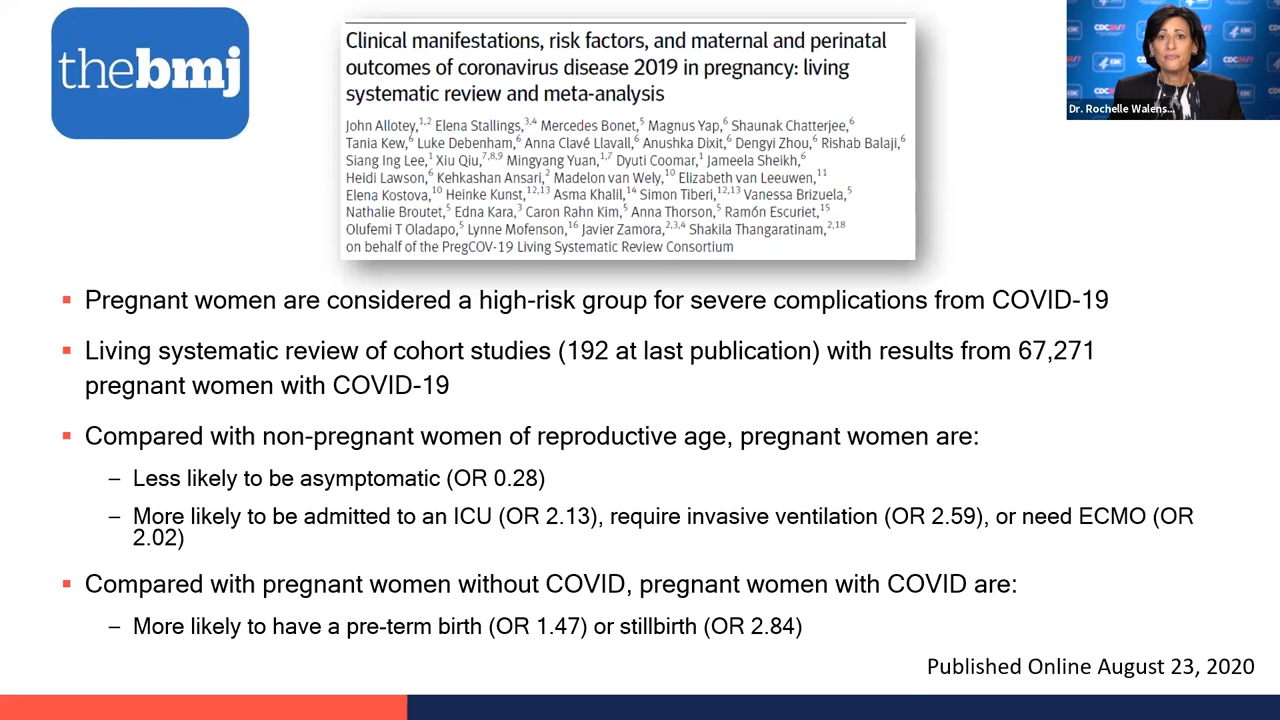 thebmj
Clinical manifestations, risk factors, and maternal and perinatal
outcomes of coronavirus disease 2019 in pregnancy: living
systematic review and meta-analysis
John Allotey,1,2 Elena Stallings,3,4 Mercedes Bonet,5 Magnus Yap,6 Shaunak Chatterjee,6
Tania Kew,6 Luke Debenham,6 Anna Clavé Llavall,6 Anushka Dixit,6 Dengyi Zhou,6 Rishab Balaji,6
Siang Ing Lee,1 Xiu Qiu,7,8,9 Mingyang Yuan,1,7 Dyuti Coomar,1 Jameela Sheikh,6
Heidi Lawson,6 Kehkashan Ansari,2 Madelon van Wely,10 Elizabeth van Leeuwen,11
Elena Kostova,10 Heinke Kunst,12,13 Asma Khalil,14 Simon Tiberi,12,13 Vanessa Brizuela,5
Nathalie Broutet,5 Edna Kara,3 Caron Rahn Kim,5 Anna Thorson,5 Ramón Escuriet,15
Olufemi T Oladapo,5 Lynne Mofenson,16 Javier Zamora,2,3,4 Shakila Thangaratinam,2,18
on behalf of the PregCOV-19 Living Systematic Review Consortium
CDC
Dr. Rochelle Walens...
▪ Pregnant women are considered a high-risk group for severe complications from COVID-19
▪ Living systematic review of cohort studies (192 at last publication) with results from 67,271
pregnant women with COVID-19
▪ Compared with non-pregnant women of reproductive age, pregnant women are:
– Less likely to be asymptomatic (OR 0.28)
– More likely to be admitted to an ICU (OR 2.13), require invasive ventilation (OR 2.59), or need ECMO (OR
2.02)
▪ Compared with pregnant women without COVID, pregnant women with COVID are:
– More likely to have a pre-term birth (OR 1.47) or stillbirth (OR 2.84)
Published Online August 23, 2020